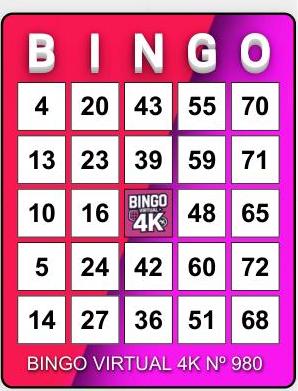 B I N G O
4 20 43 55 70
13 23 39 59 71
10 16 BINGO VIRTUAL 4K 48 65
5 24 42 60 72
14 27 36 51 68
BINGO VIRTUAL 4K Nº 980